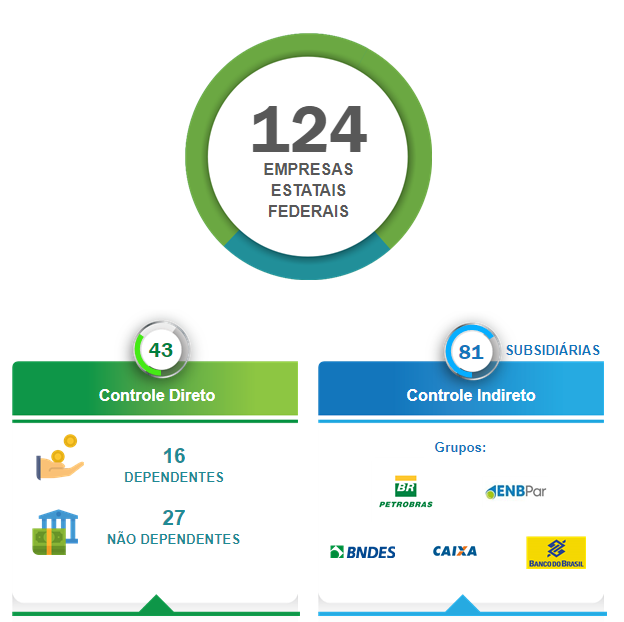 124
EMPRESAS
ESTATAIS
FEDERAIS
43
Controle Direto
16
DEPENDENTES
27
NÃO DEPENDENTES
81
SUBSIDIÁRIAS
Controle Indireto
Grupos:
BR
PETROBRAS
ENBPar
BNDES
CAIXA
BANCO DO BRASIL